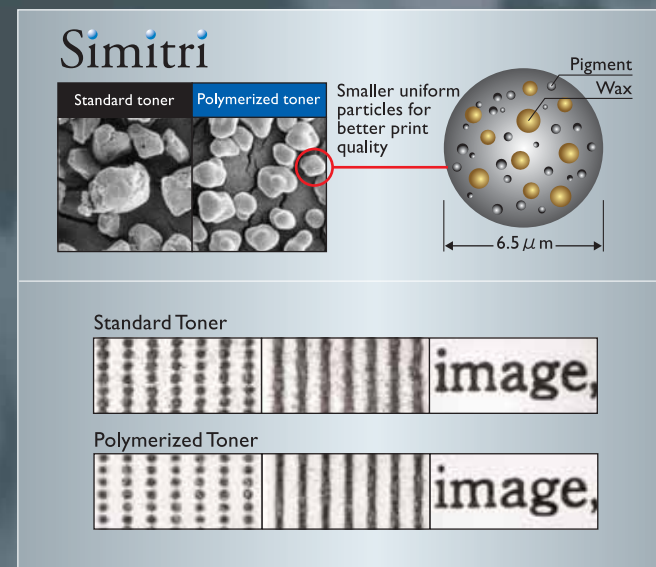 Simitri
Standard toner
Polymerized toner
Smaller uniform
particles for
better print
quality
Pigment
Wax
6.5 μm
Standard Toner
image,
Polymerized Toner
image,